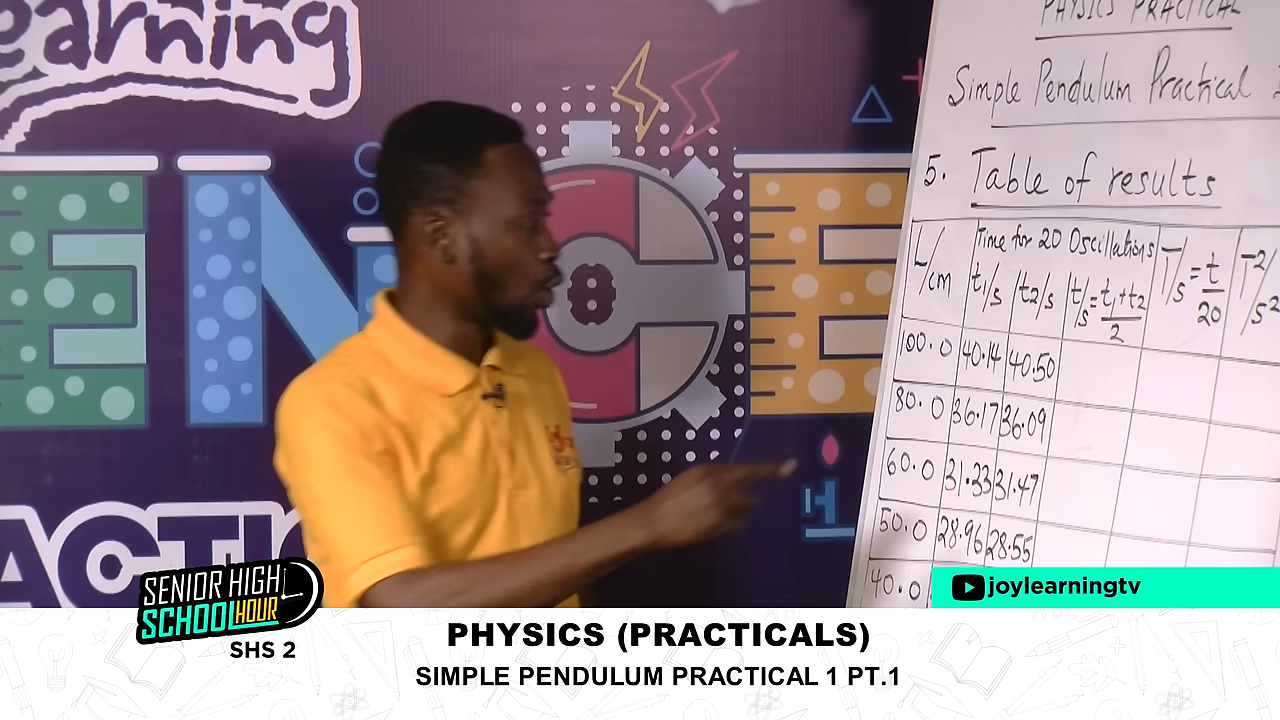 earning
ENCE
ACTI
H
PHYSICS PRACTICAL
Simple Pendulum Practical
5. Table of results
L/cm
Time for 20 Oscillations
t1/s t2/s t/s = t1+t2/2
T/s = t/20
T²/s²
100.0 40.14 40.50
80.0 36.17 36.09
60.0 31.33 31.47
50.0 28.96 28.55
40.0
joylearningtv
SENIOR HIGH
SCHOOL HOUR
SHS 2
PHYSICS (PRACTICALS)
SIMPLE PENDULUM PRACTICAL 1 PT.1